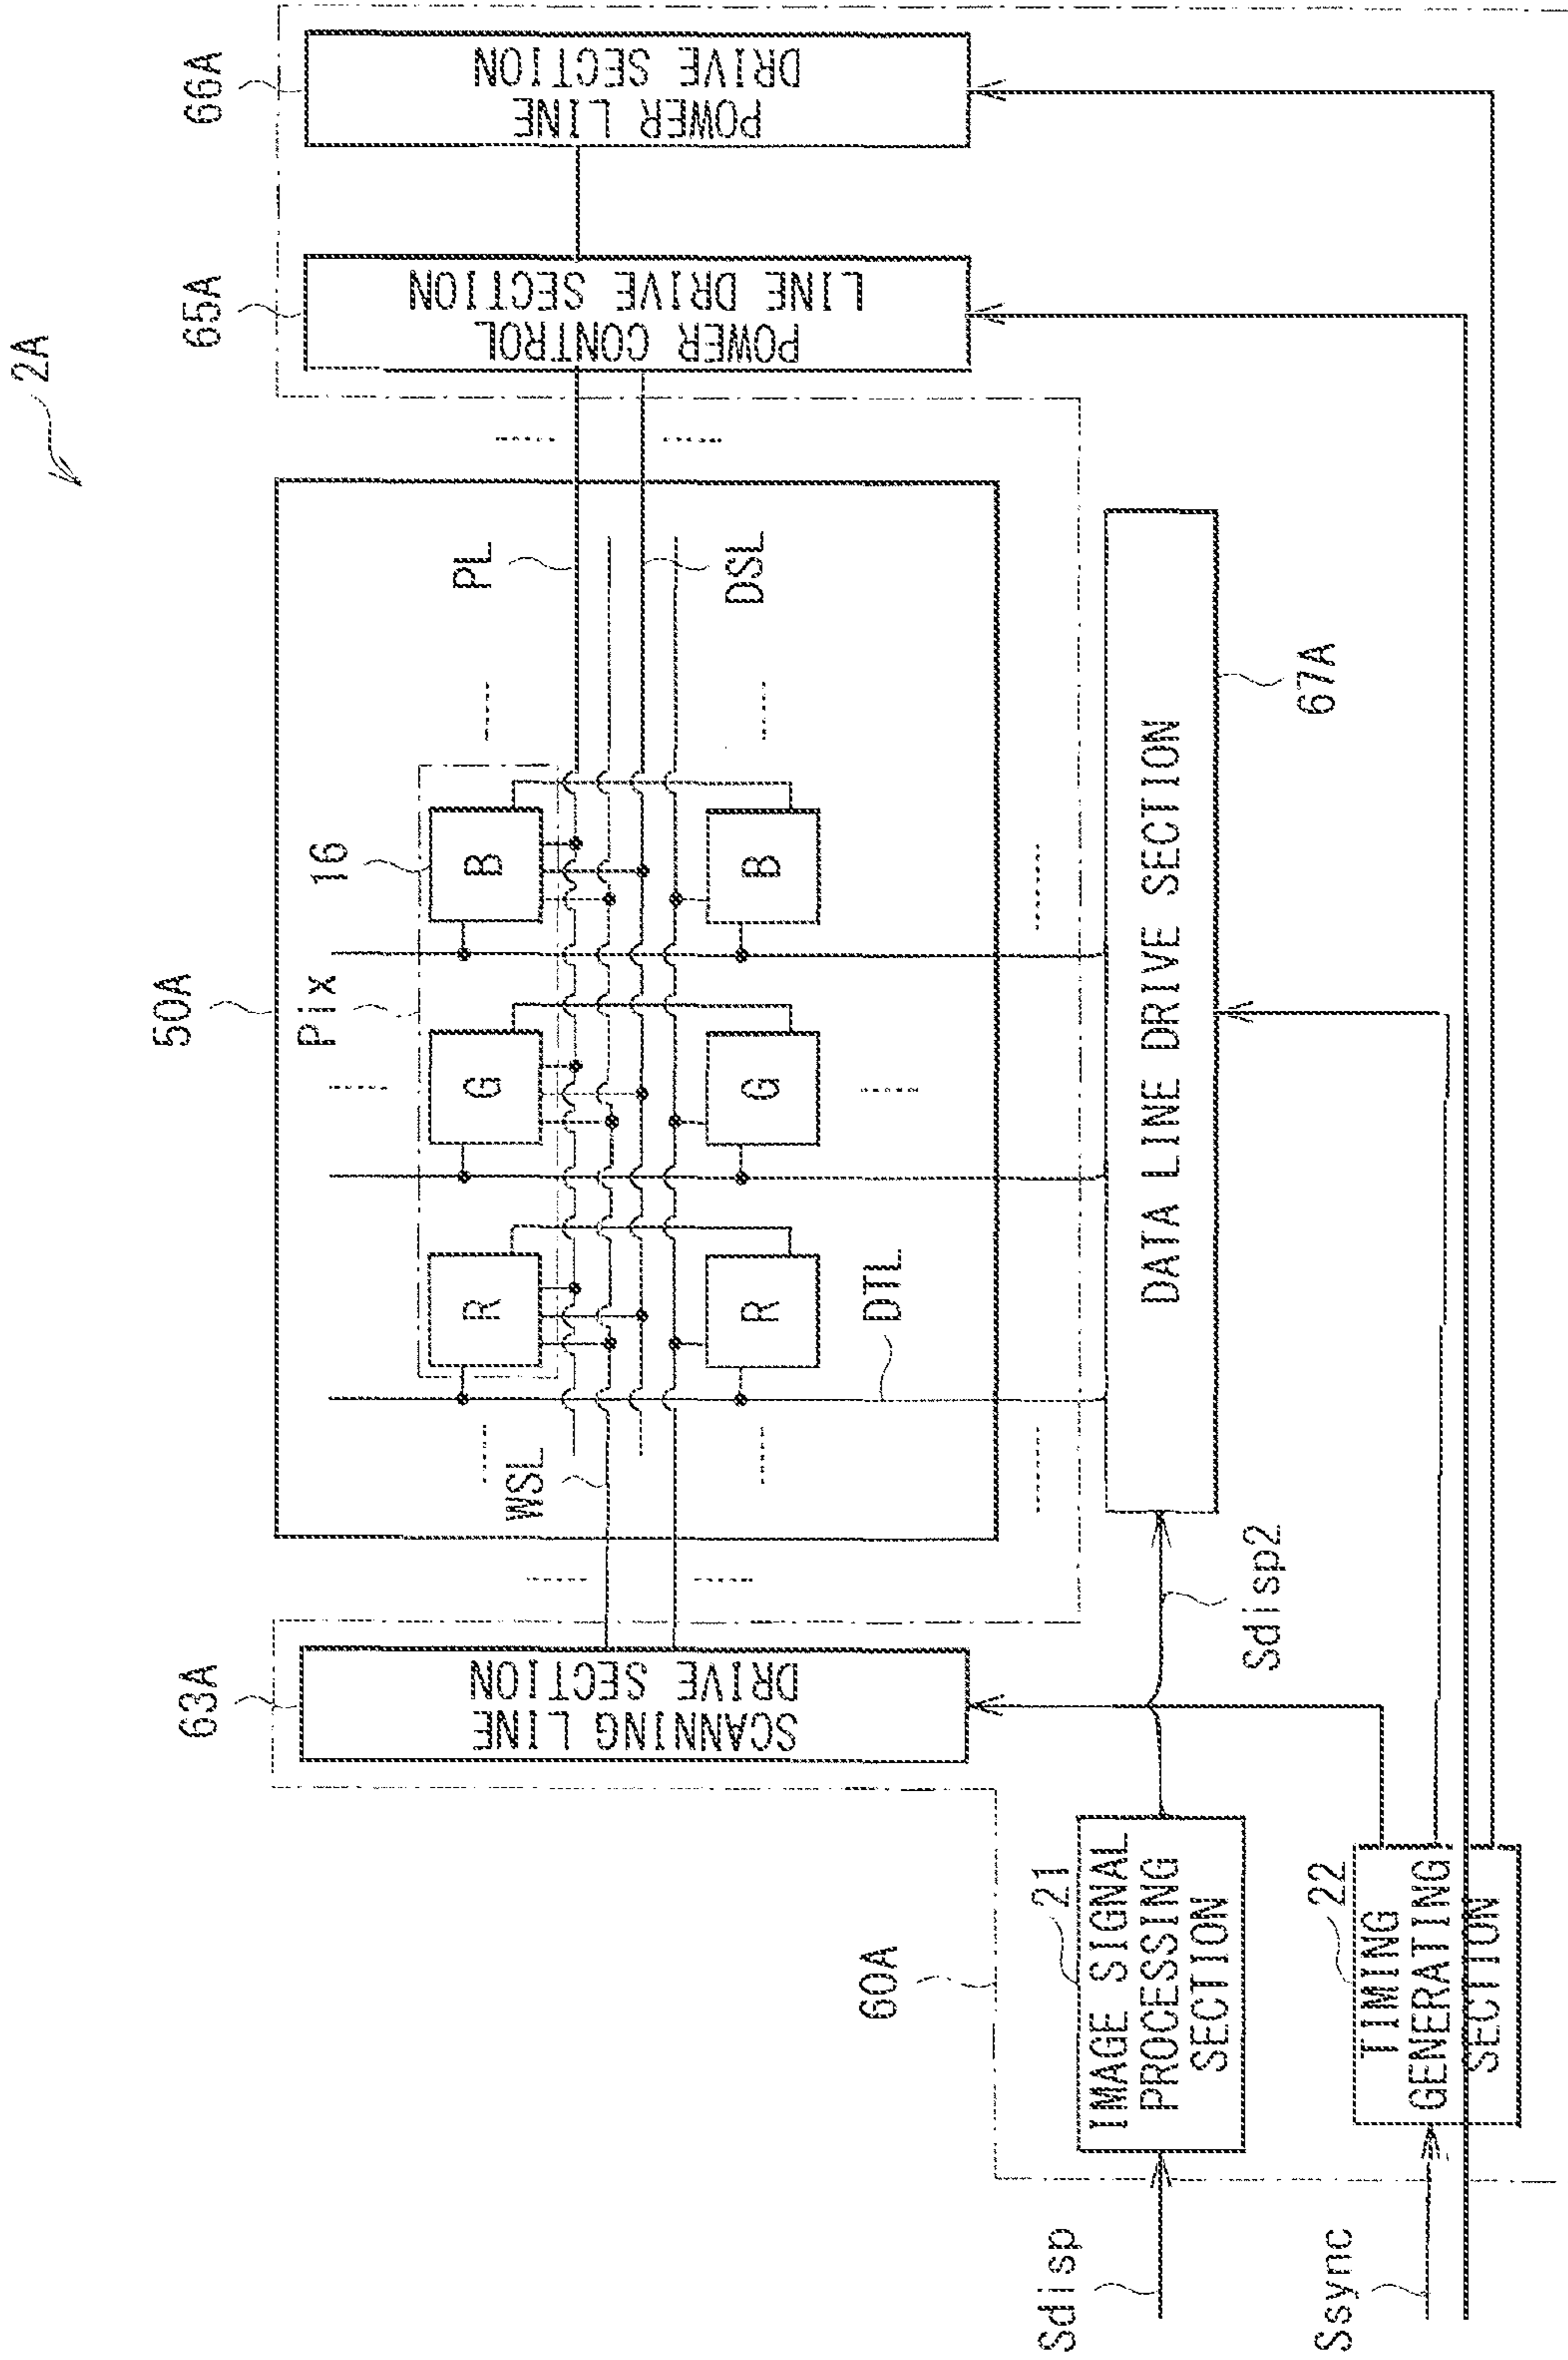 2A
50A
Pix
16
63A
65A
66A
SCANNING LINE
DRIVE SECTION
POWER CONTROL
LINE DRIVE SECTION
POWER LINE
DRIVE SECTION
R
G
B
WSL
PL
DSL
R
G
B
DTL
60A
21
IMAGE SIGNAL
PROCESSING
SECTION
Sdisp
Sdisp2
DATA LINE DRIVE SECTION
67A
22
TIMING
GENERATING
SECTION
Ssync